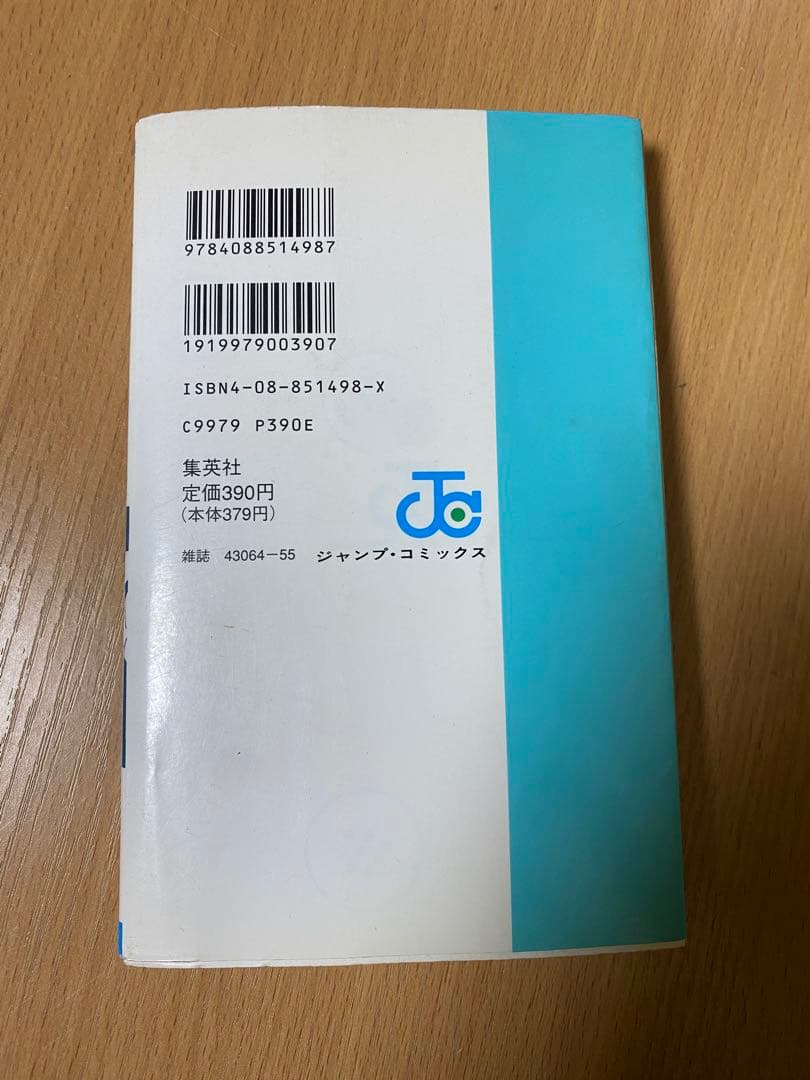 9784088514987
1919979003907
ISBN4-08-851498-X
C9979 P390E
集英社
定価390円
（本体379円）
雑誌 43064-55 ジャンプ・コミックス